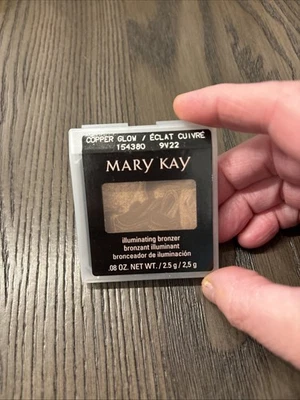 COPPER GLOW / ÉCLAT CUIVRÉ
154380 9V22
MARY KAY
illuminating bronzer
bronzant illuminant
bronceador de iluminación
.08 OZ. NET WT. / 2.5 g / 2,5 g